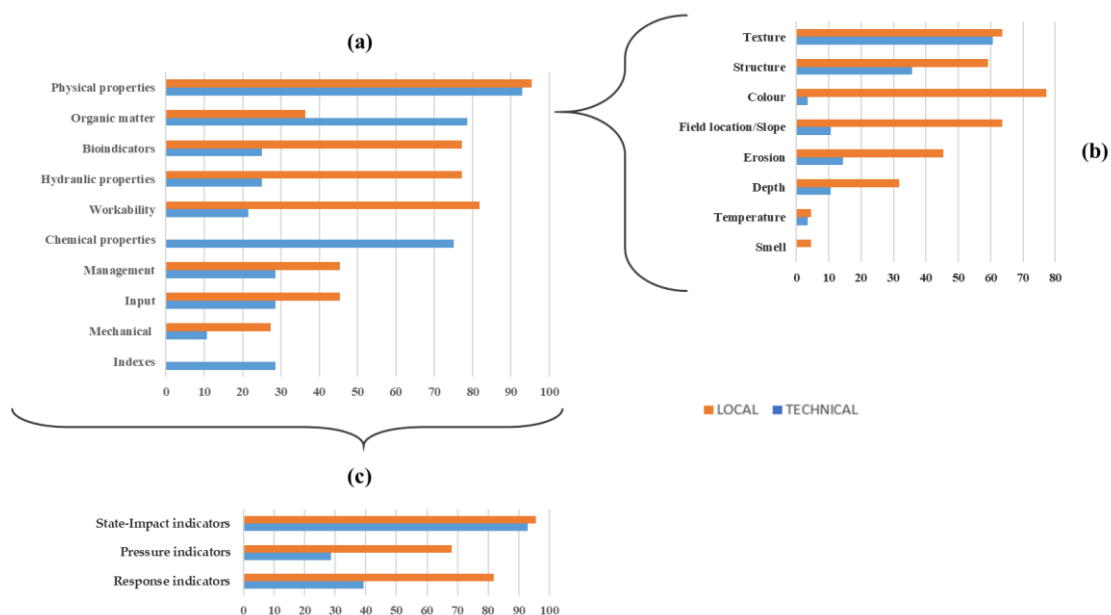 (a)
Physical properties
Organic matter
Bioindicators
Hydraulic properties
Workability
Chemical properties
Management
Input
Mechanical
Indexes
0 10 20 30 40 50 60 70 80 90 100
Texture
Structure
Colour
Field location/Slope
Erosion
Depth
Temperature
Smell
0 10 20 30 40 50 60 70 80
(b)
LOCAL TECHNICAL
(c)
State-Impact indicators
Pressure indicators
Response indicators
0 10 20 30 40 50 60 70 80 90 100